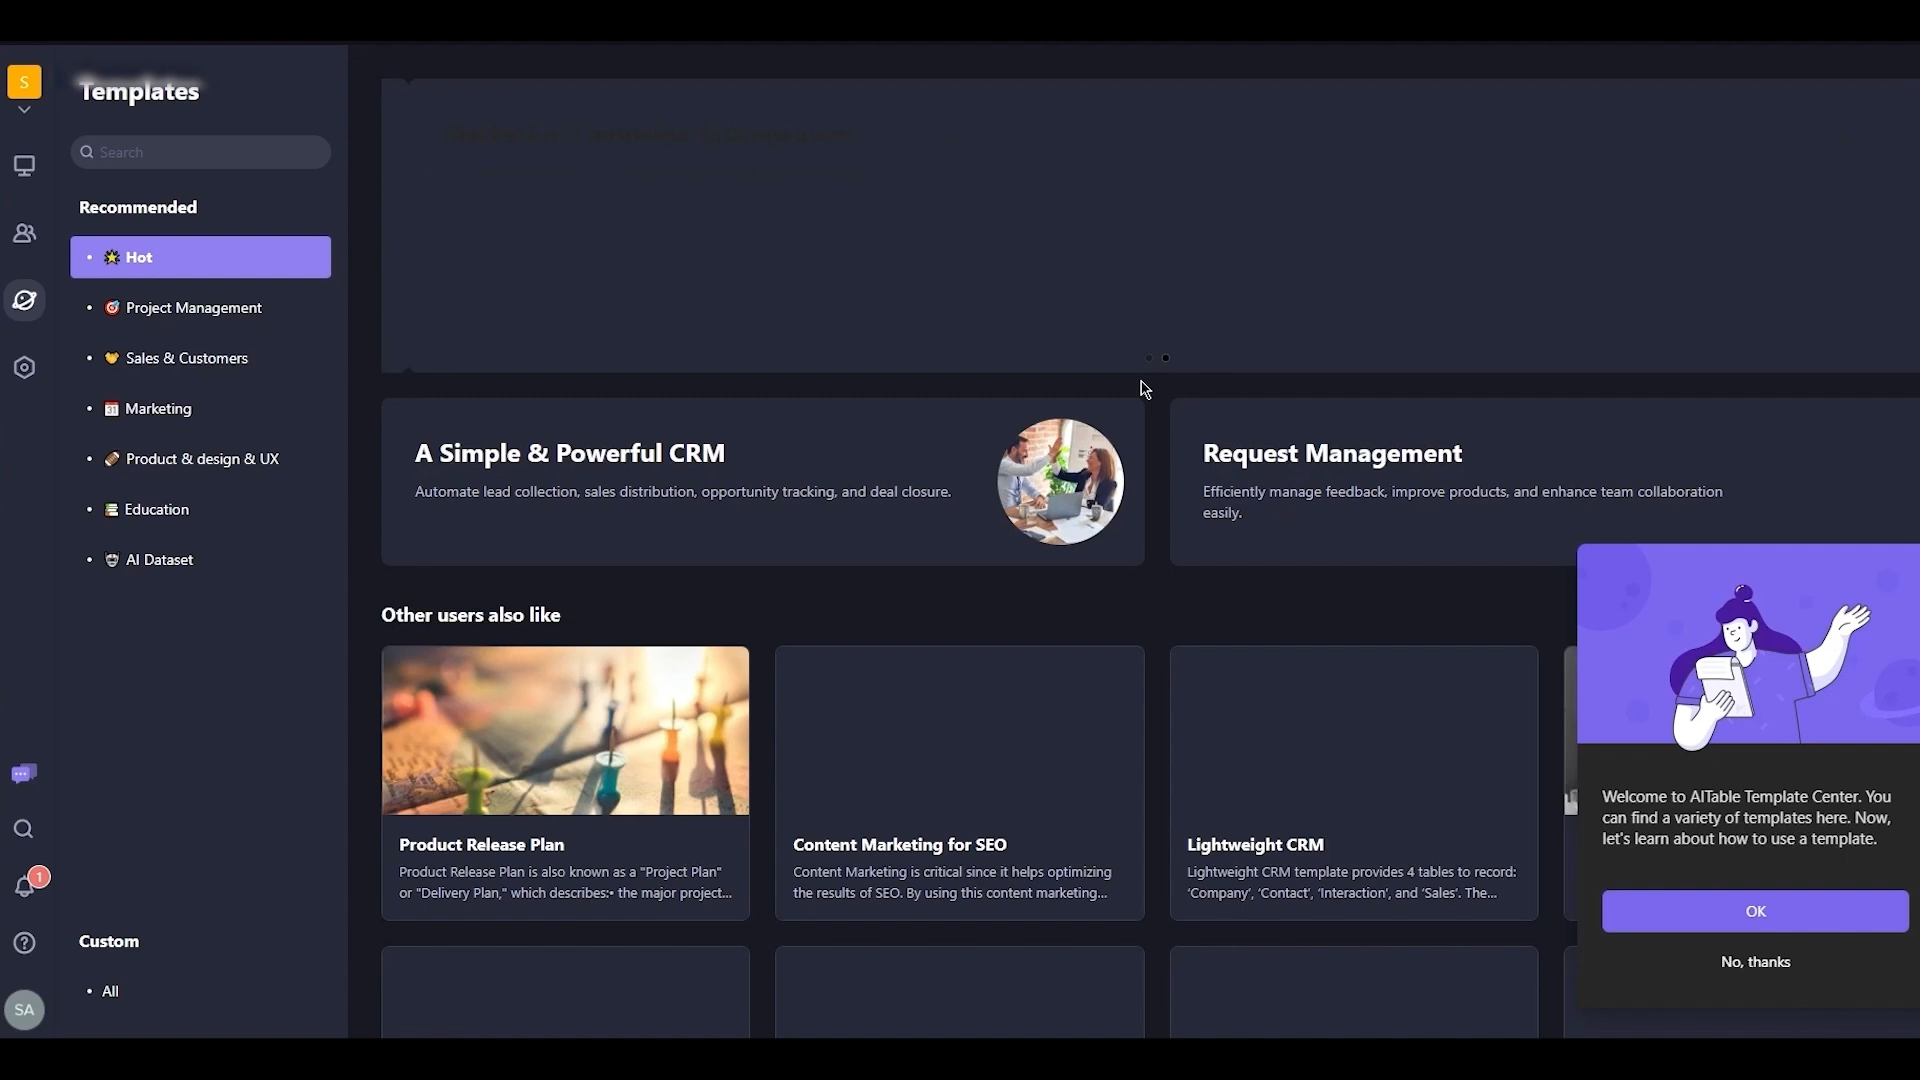 S
Templates
Search
Recommended
Hot
Project Management
Sales & Customers
Marketing
Product & design & UX
Education
AI Dataset
1
Custom
All
SA
A Simple & Powerful CRM
Automate lead collection, sales distribution, opportunity tracking, and deal closure.
Request Management
Efficiently manage feedback, improve products, and enhance team collaboration
easily.
Other users also like
Product Release Plan
Product Release Plan is also known as a "Project Plan"
or "Delivery Plan," which describes:• the major project...
Content Marketing for SEO
Content Marketing is critical since it helps optimizing
the results of SEO. By using this content marketing...
Lightweight CRM
Lightweight CRM template provides 4 tables to record:
‘Company’, ‘Contact’, ‘Interaction’, and ‘Sales’. The...
Welcome to AITable Template Center. You
can find a variety of templates here. Now,
let's learn about how to use a template.
OK
No, thanks